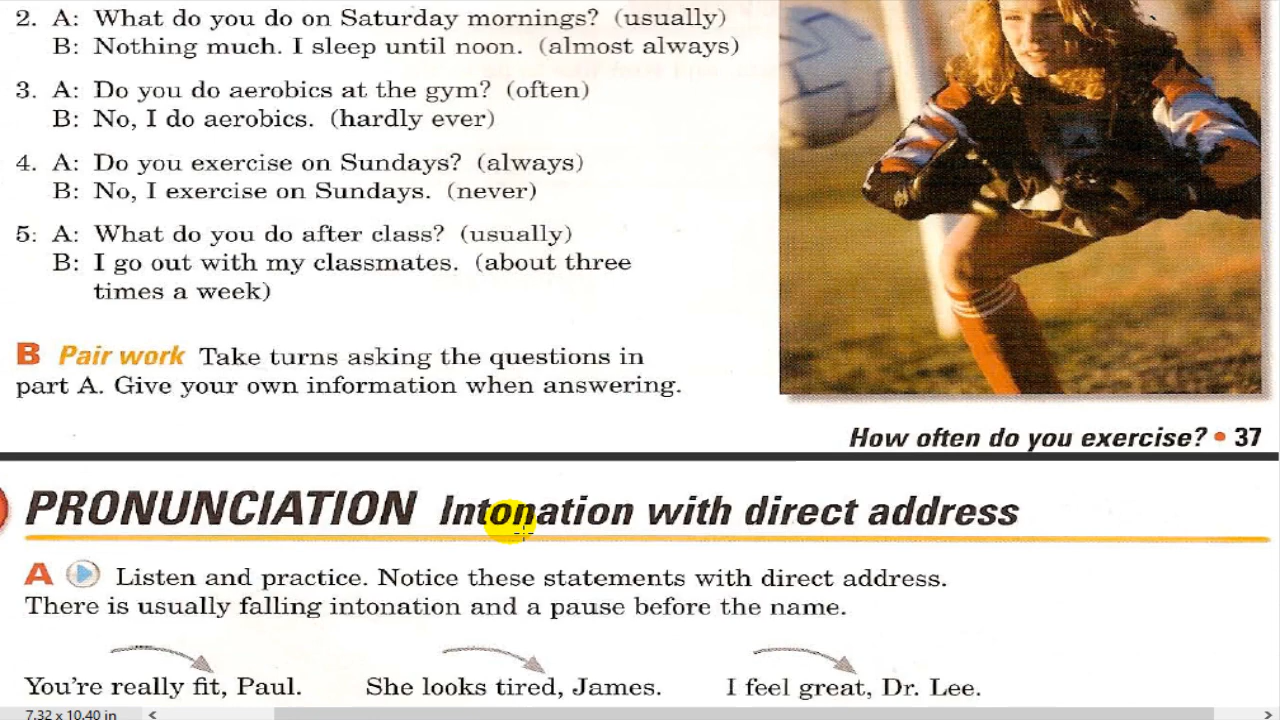 2. A: What do you do on Saturday mornings? (usually)
B: Nothing much. I sleep until noon. (almost always)
3. A: Do you do aerobics at the gym? (often)
B: No, I do aerobics. (hardly ever)
4. A: Do you exercise on Sundays? (always)
B: No, I exercise on Sundays. (never)
5: A: What do you do after class? (usually)
B: I go out with my classmates. (about three
times a week)
B Pair work Take turns asking the questions in
part A. Give your own information when answering.
How often do you exercise? • 37
PRONUNCIATION Intonation with direct address
A Listen and practice. Notice these statements with direct address.
There is usually falling intonation and a pause before the name.
You're really fit, Paul. She looks tired, James. I feel great, Dr. Lee.
7.32 x 10.40 in